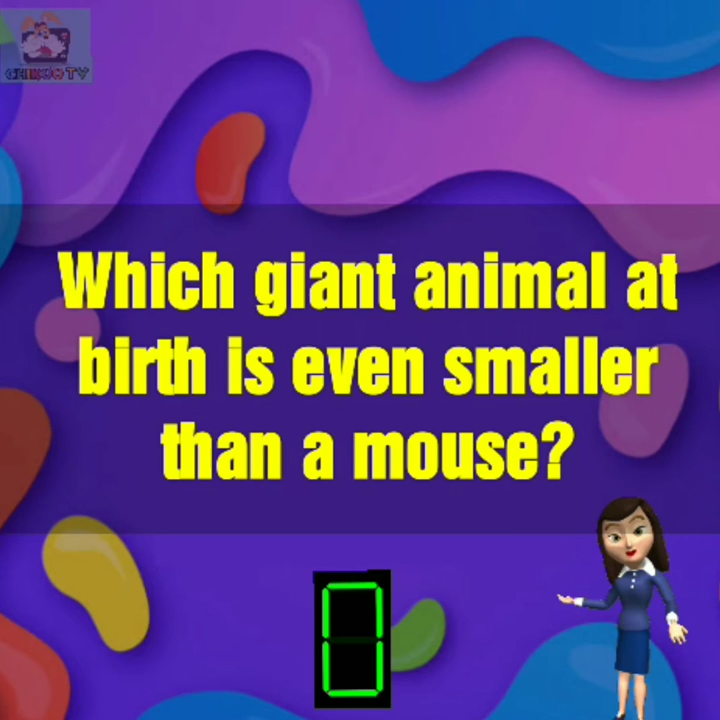 Which giant animal at
birth is even smaller
than a mouse?
0